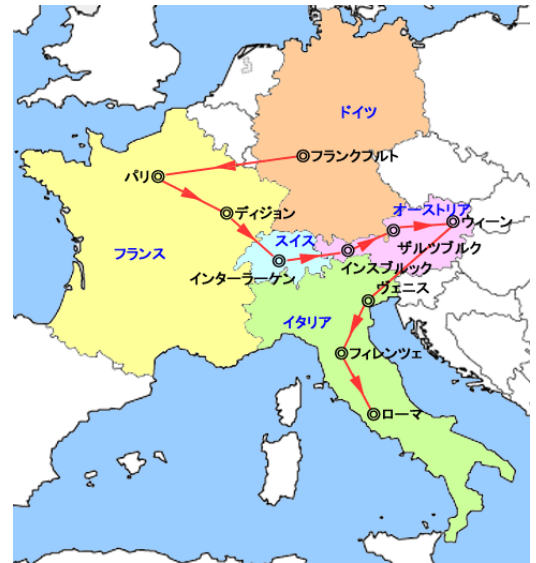 ドイツ
フランクフルト
パリ
ディジョン
オーストリア
ウィーン
フランス
スイス
ザルツブルク
インターラーケン
インスブルック
ヴェニス
イタリア
フィレンツェ
ローマ